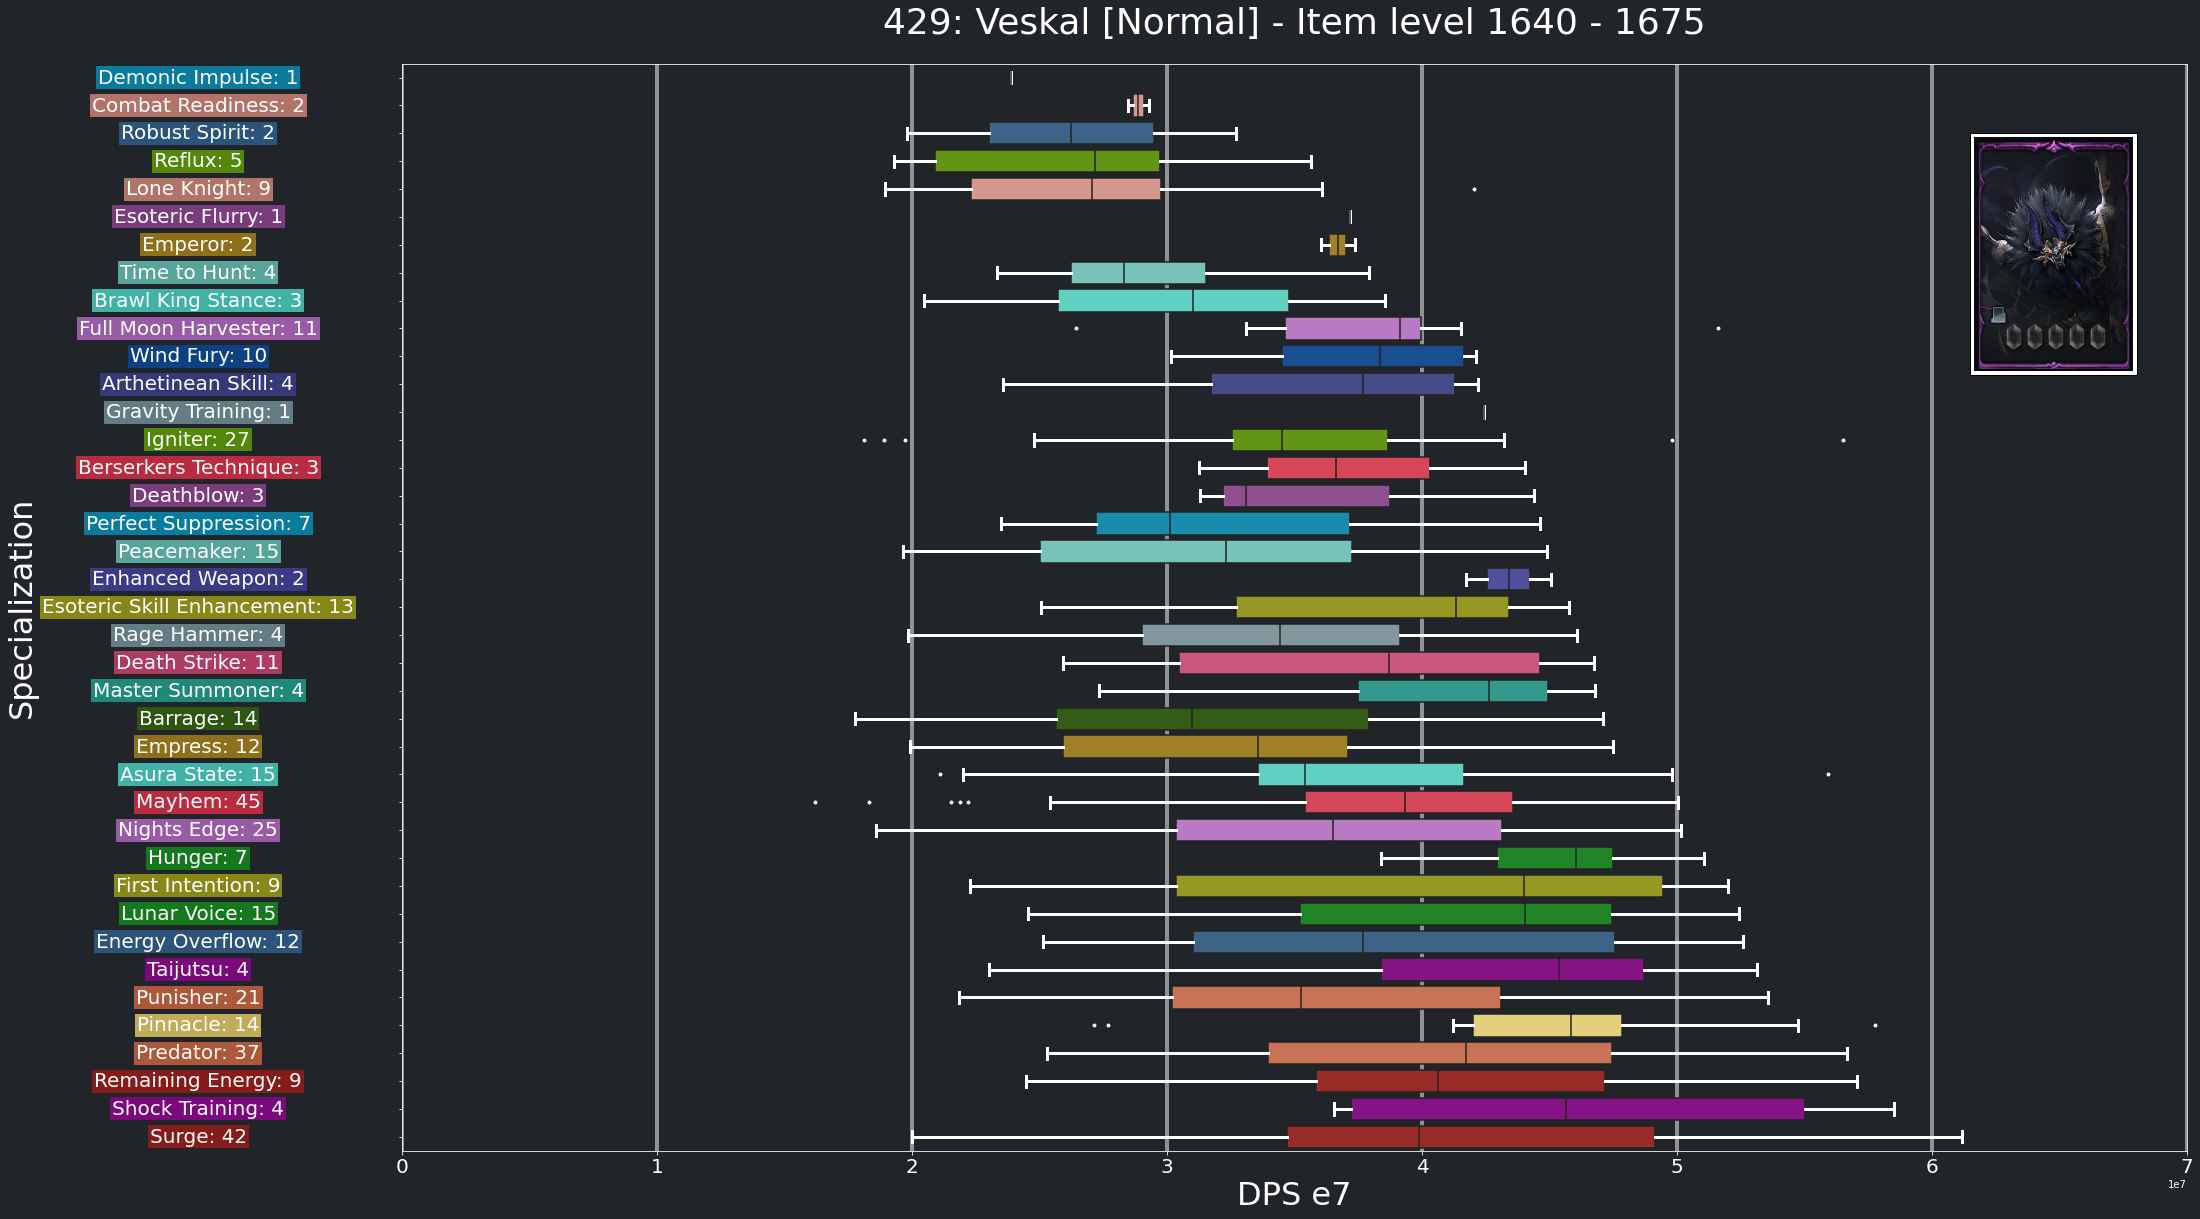 429: Veskal [Normal] - Item level 1640 - 1675
Specialization
Demonic Impulse: 1
Combat Readiness: 2
Robust Spirit: 2
Reflux: 5
Lone Knight: 9
Esoteric Flurry: 1
Emperor: 2
Time to Hunt: 4
Brawl King Stance: 3
Full Moon Harvester: 11
Wind Fury: 10
Arthetinean Skill: 4
Gravity Training: 1
Igniter: 27
Berserkers Technique: 3
Deathblow: 3
Perfect Suppression: 7
Peacemaker: 15
Enhanced Weapon: 2
Esoteric Skill Enhancement: 13
Rage Hammer: 4
Death Strike: 11
Master Summoner: 4
Barrage: 14
Empress: 12
Asura State: 15
Mayhem: 45
Nights Edge: 25
Hunger: 7
First Intention: 9
Lunar Voice: 15
Energy Overflow: 12
Taijutsu: 4
Punisher: 21
Pinnacle: 14
Predator: 37
Remaining Energy: 9
Shock Training: 4
Surge: 42
0 1 2 3 4 5 6 7
1e7
DPS e7